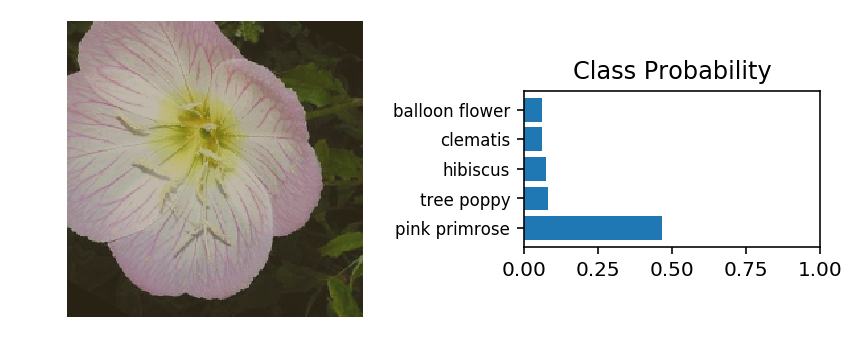 Class Probability
balloon flower
clematis
hibiscus
tree poppy
pink primrose
0.00 0.25 0.50 0.75 1.00